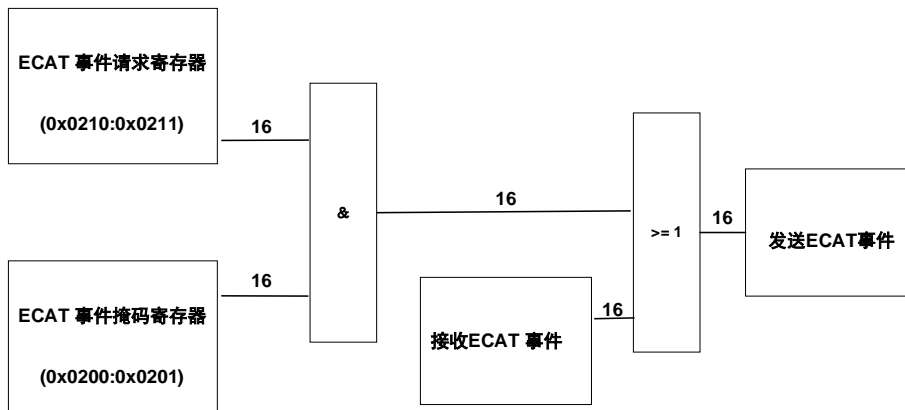 ECAT 事件请求寄存器
(0x0210:0x0211)
16
&
16
>= 1
16
发送ECAT事件
16
ECAT 事件掩码寄存器
(0x0200:0x0201)
16
接收ECAT 事件